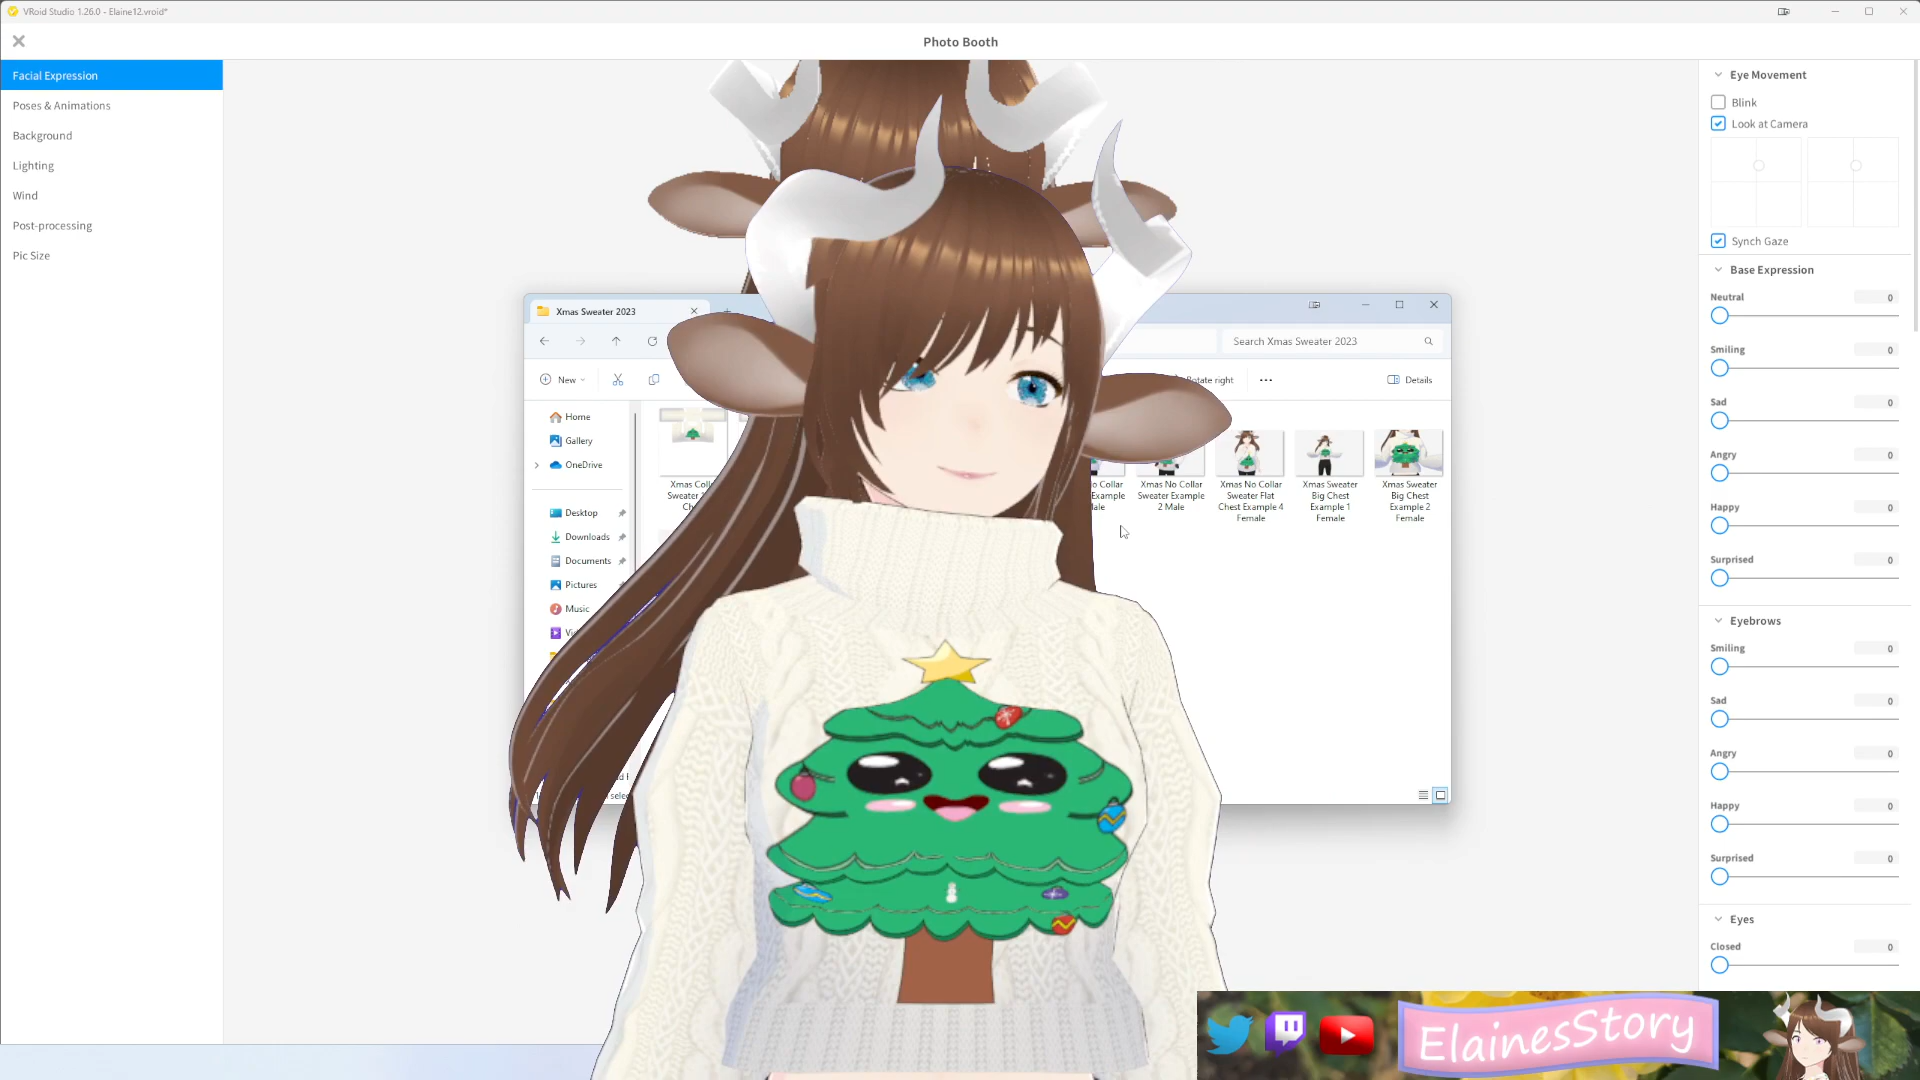 VRoid Studio 1.26.0 - Elaine12.vroid*
Photo Booth
Facial Expression
Poses & Animations
Background
Lighting
Wind
Post-processing
Pic Size
Xmas Sweater 2023
Search Xmas Sweater 2023
New
Rotate right
Details
Home
Gallery
OneDrive
Desktop
Downloads
Documents
Pictures
Music
Xmas
Sweater
Example
Xmas No Collar
Sweater Example
2 Male
Xmas No Collar
Sweater Flat
Chest Example 4
Female
Xmas Sweater
Big Chest
Example 1
Female
Xmas Sweater
Big Chest
Example 2
Female
Eye Movement
Blink
Look at Camera
Synch Gaze
Base Expression
Neutral 0
Smiling 0
Sad 0
Angry 0
Happy 0
Surprised 0
Eyebrows
Smiling 0
Sad 0
Angry 0
Happy 0
Surprised 0
Eyes
Closed 0
ElainesStory